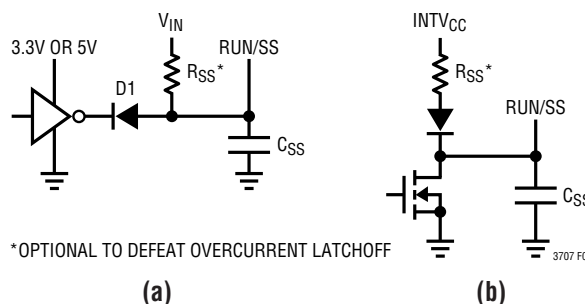 V_IN
INTV_CC
3.3V OR 5V
RUN/SS
R_SS*
R_SS*
D1
RUN/SS
C_SS
C_SS
*OPTIONAL TO DEFEAT OVERCURRENT LATCHOFF
3707 F0
(a)
(b)